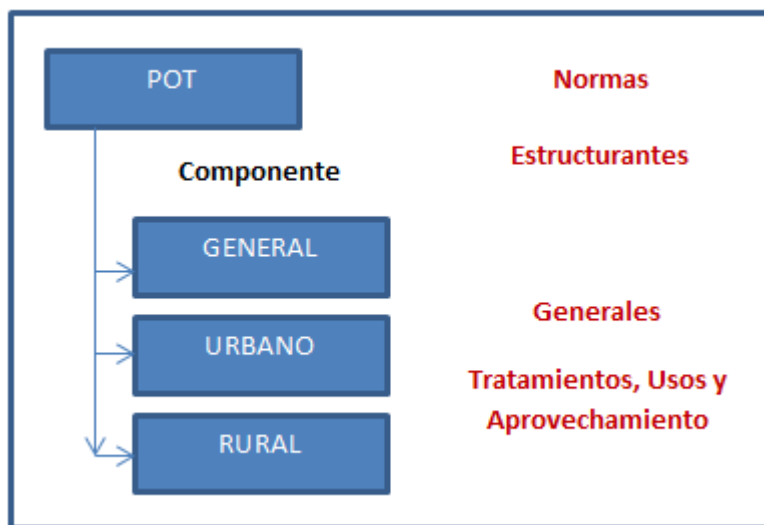 POT
Normas
Estructurantes
Componente
GENERAL
Generales
URBANO
Tratamientos, Usos y
Aprovechamiento
RURAL